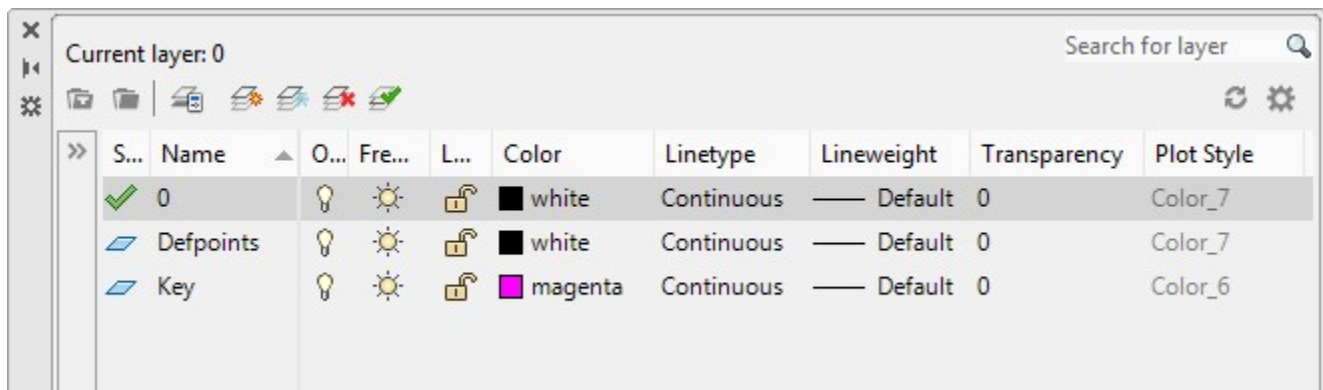 Current layer: 0 Search for layer
S... Name O... Fre... L... Color Linetype Lineweight Transparency Plot Style
0 white Continuous Default 0 Color_7
Defpoints white Continuous Default 0 Color_7
Key magenta Continuous Default 0 Color_6